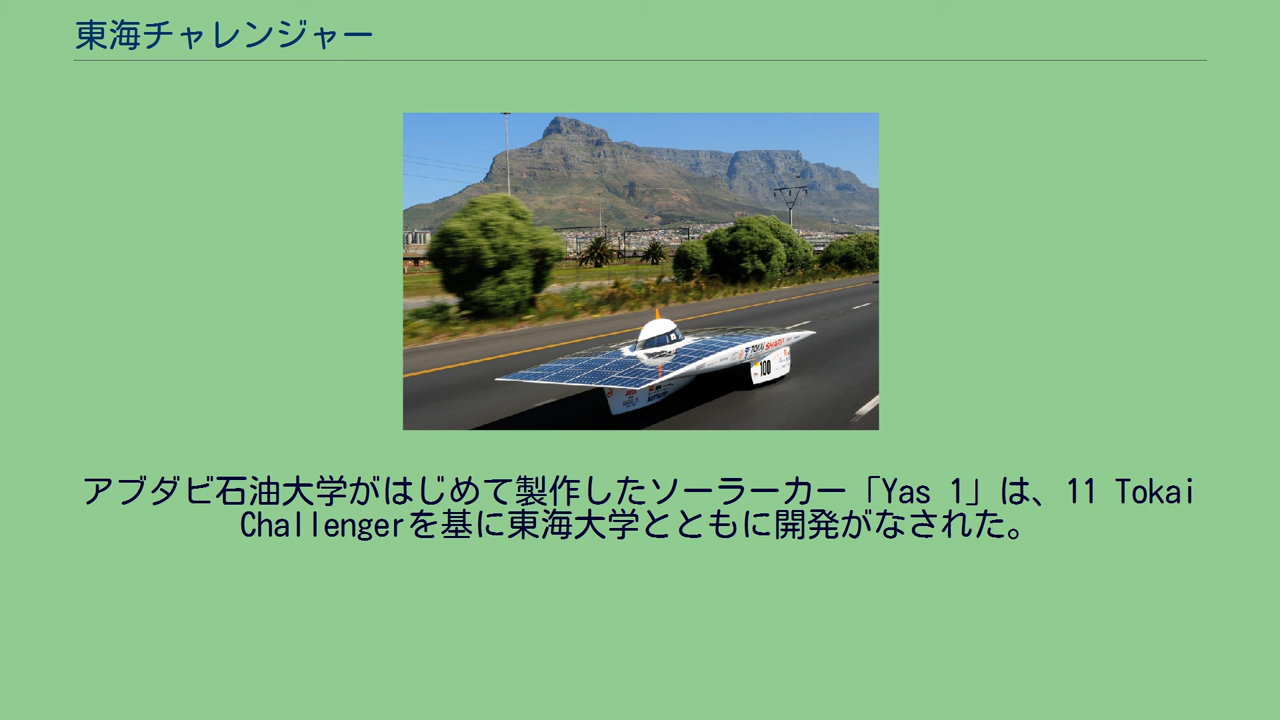 東海チャレンジャー
TOKAI SHARP
100
アブダビ石油大学がはじめて製作したソーラーカー「Yas 1」は、11 Tokai
Challengerを基に東海大学とともに開発がなされた。